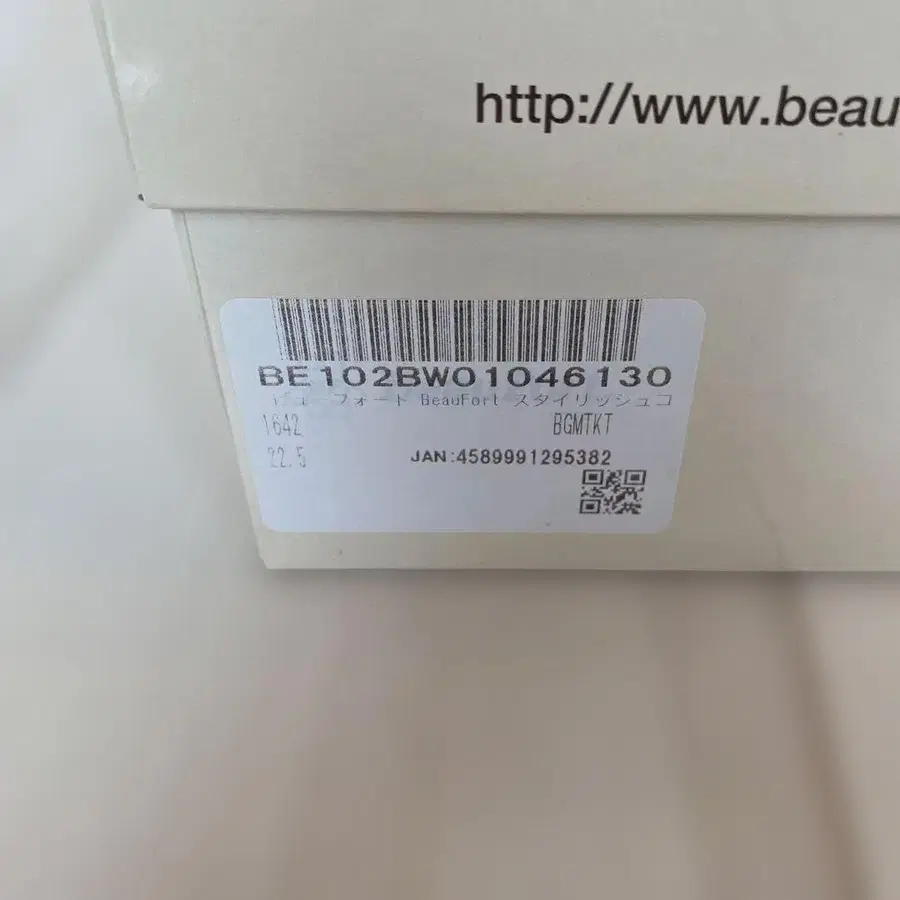 http://www.beau
BE102BW01046130
ビューフォート BeauFort スタイリッシュコ
1642 BGMTKT
22.5 JAN:4589991295382